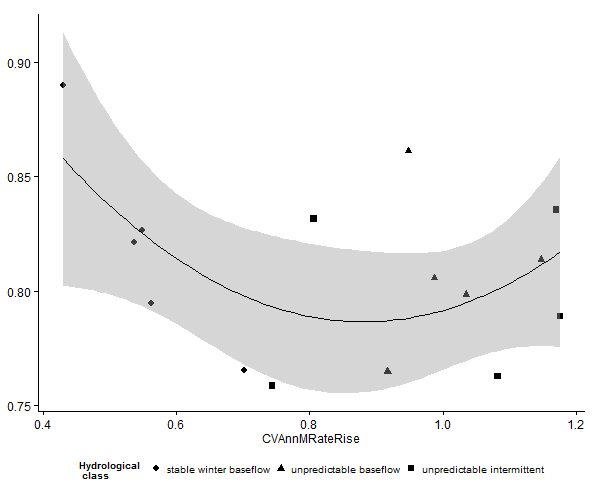 0.90
0.85
0.80
0.75
0.4 0.6 0.8 1.0 1.2
CVAnnMRateRise
Hydrological class stable winter baseflow unpredictable baseflow unpredictable intermittent